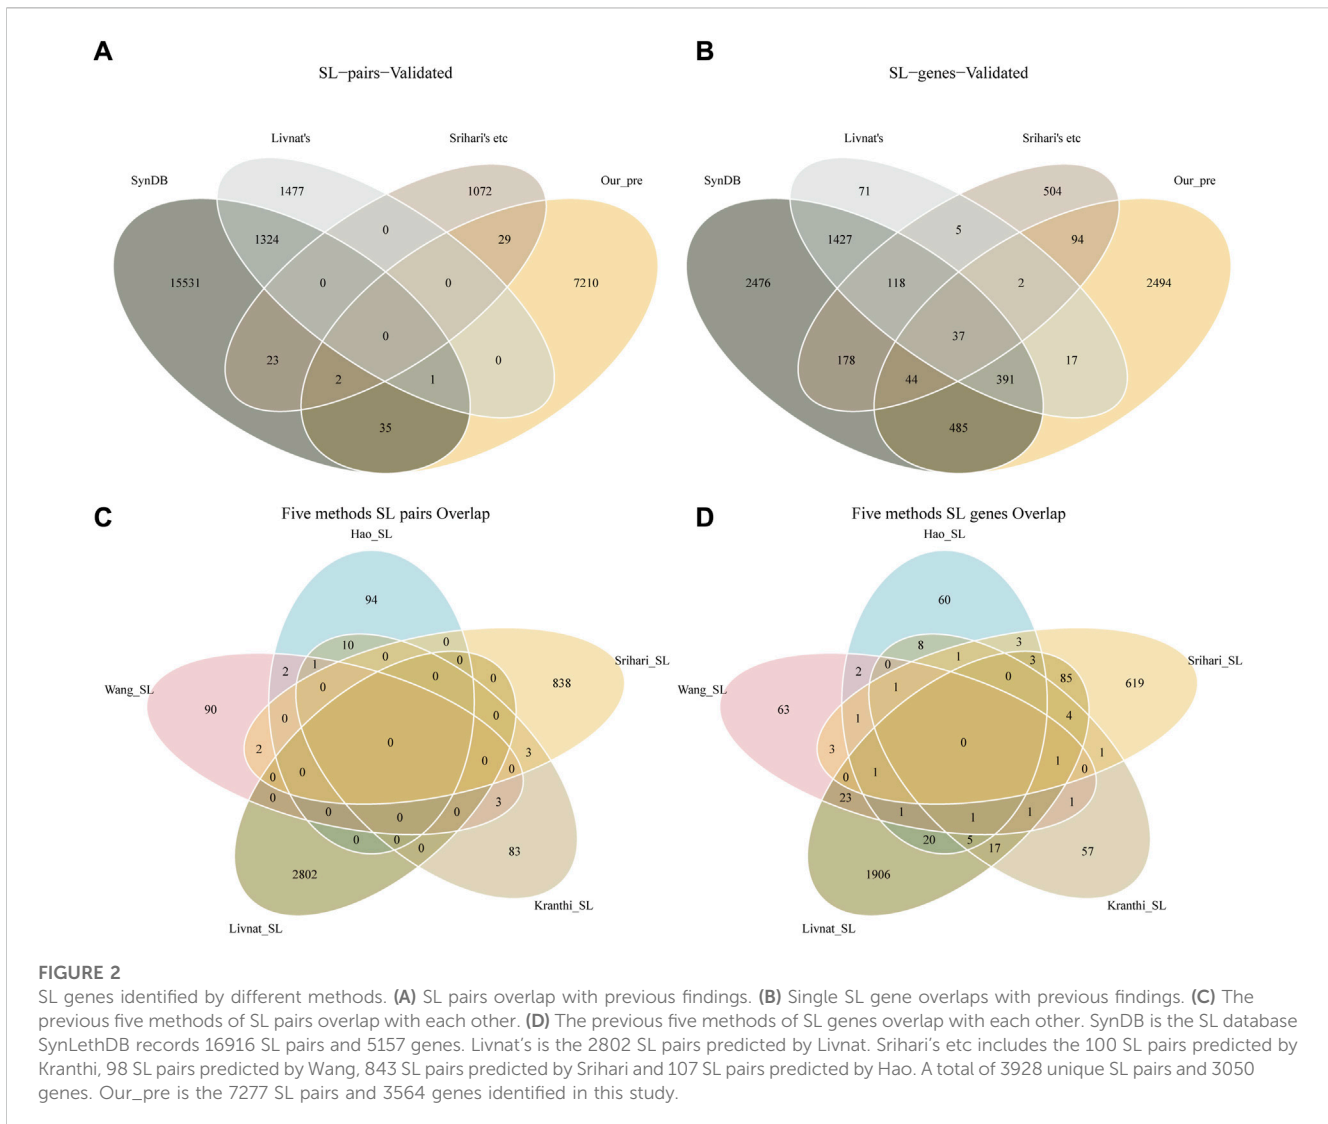 A
SL−pairs−Validated
SynDB
Livnat's
Srihari's etc
Our_pre
1477
1072
0
1324
29
15531
0
0
7210
0
23
0
2
1
35
B
SL−genes−Validated
SynDB
Livnat's
Srihari's etc
Our_pre
71
504
5
1427
94
2476
118
2
2494
37
178
17
44
391
485
C
Five methods SL pairs Overlap
Hao_SL
94
10
0
0
0
Srihari_SL
2
1
0
0
838
Wang_SL
0
90
0
0
0
2
3
0
0
0
0
0
0
3
0
0
0
0
0
0
83
2802
Kranthi_SL
Livnat_SL
D
Five methods SL genes Overlap
Hao_SL
60
8
3
1
3
Srihari_SL
2
0
0
85
619
Wang_SL
1
63
1
4
0
3
1
1
0
0
1
23
1
1
1
1
20
5
17
57
1906
Kranthi_SL
Livnat_SL
FIGURE 2
SL genes identified by different methods. (A) SL pairs overlap with previous findings. (B) Single SL gene overlaps with previous findings. (C) The
previous five methods of SL pairs overlap with each other. (D) The previous five methods of SL genes overlap with each other. SynDB is the SL database
SynLethDB records 16916 SL pairs and 5157 genes. Livnat's is the 2802 SL pairs predicted by Livnat. Srihari's etc includes the 100 SL pairs predicted by
Kranthi, 98 SL pairs predicted by Wang, 843 SL pairs predicted by Srihari and 107 SL pairs predicted by Hao. A total of 3928 unique SL pairs and 3050
genes. Our_pre is the 7277 SL pairs and 3564 genes identified in this study.